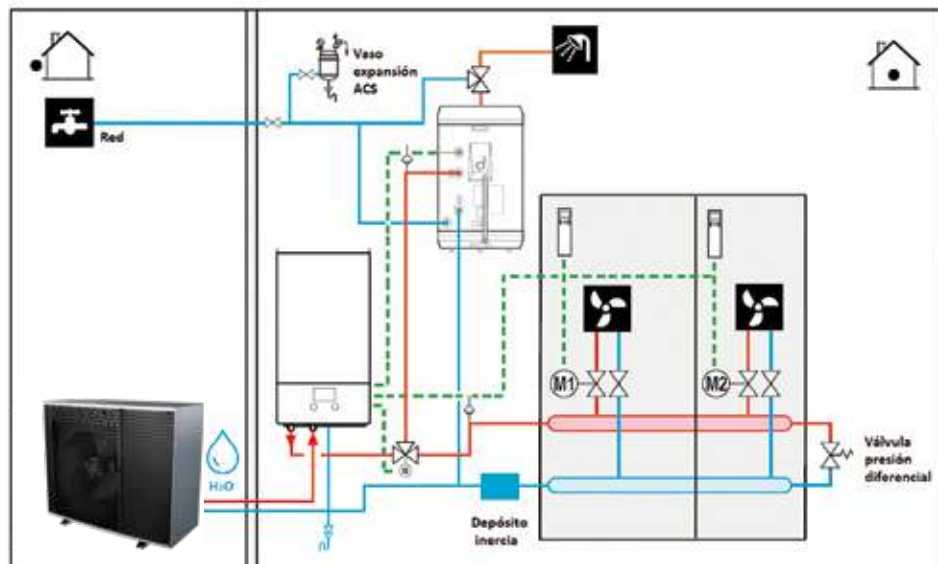 Vaso
expansión
ACS
Red
M1
M2
Válvula
presión
diferencial
H₂O
Depósito
inercia